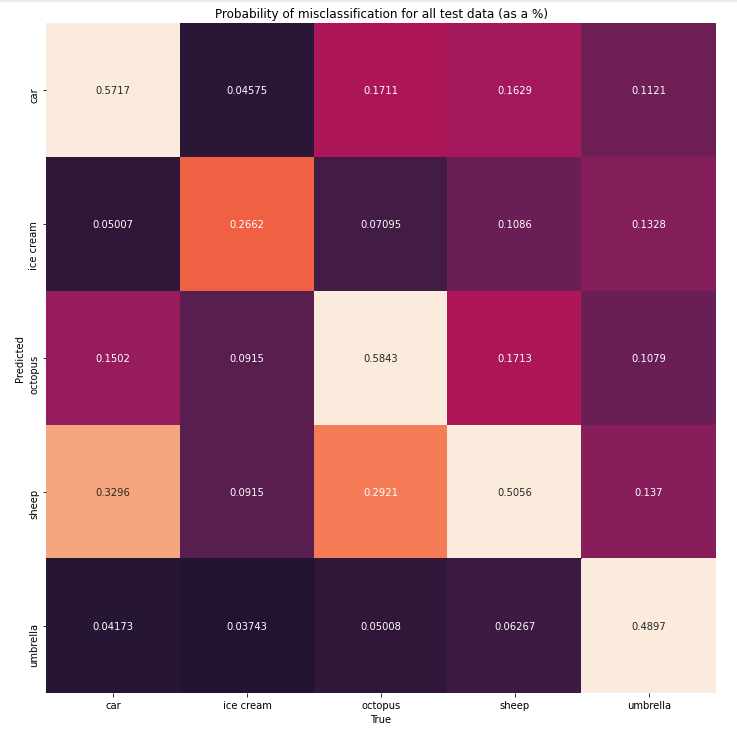 Probability of misclassification for all test data (as a %)
car
0.5717
0.04575
0.1711
0.1629
0.1121
ice cream
0.05007
0.2662
0.07095
0.1086
0.1328
Predicted
octopus
0.1502
0.0915
0.5843
0.1713
0.1079
sheep
0.3296
0.0915
0.2921
0.5056
0.137
umbrella
0.04173
0.03743
0.05008
0.06267
0.4897
car
ice cream
octopus
sheep
umbrella
True